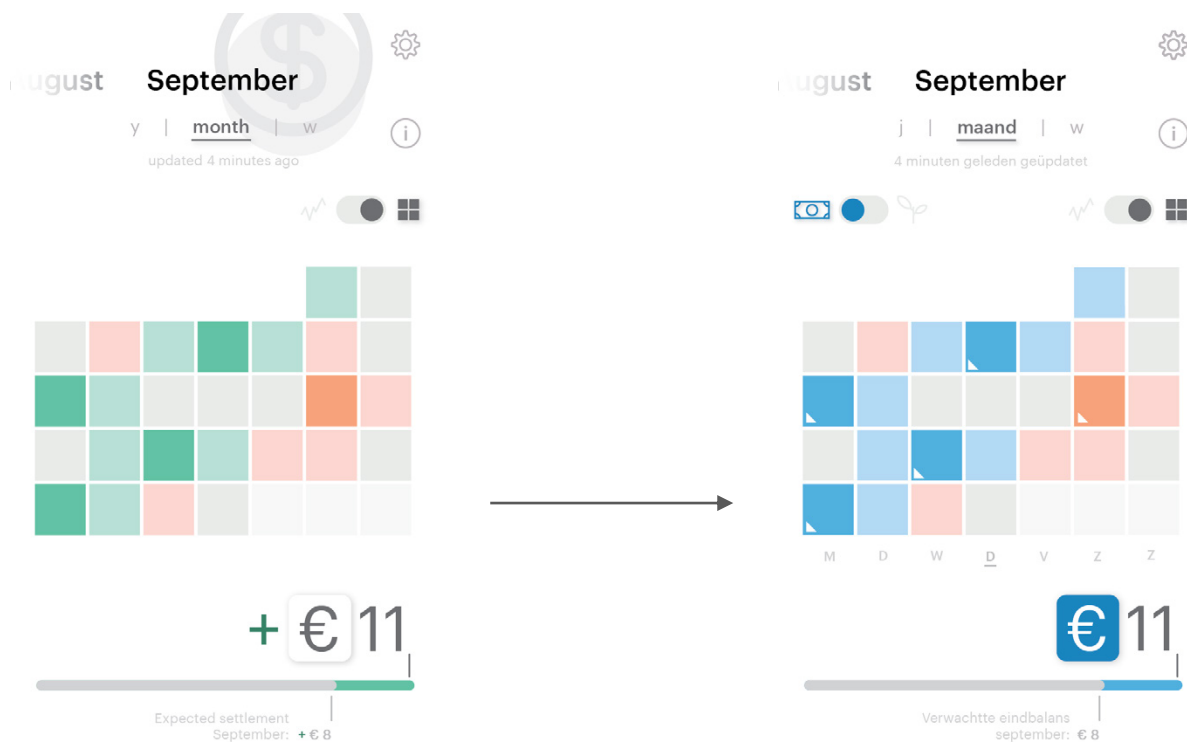 ugust September
y | month | w
updated 4 minutes ago
+ € 11
Expected settlement
September: + € 8
ugust September
j | maand | w
4 minuten geleden geüpdatet
M D W D V Z Z
€ 11
Verwachtte eindbalans
september: € 8